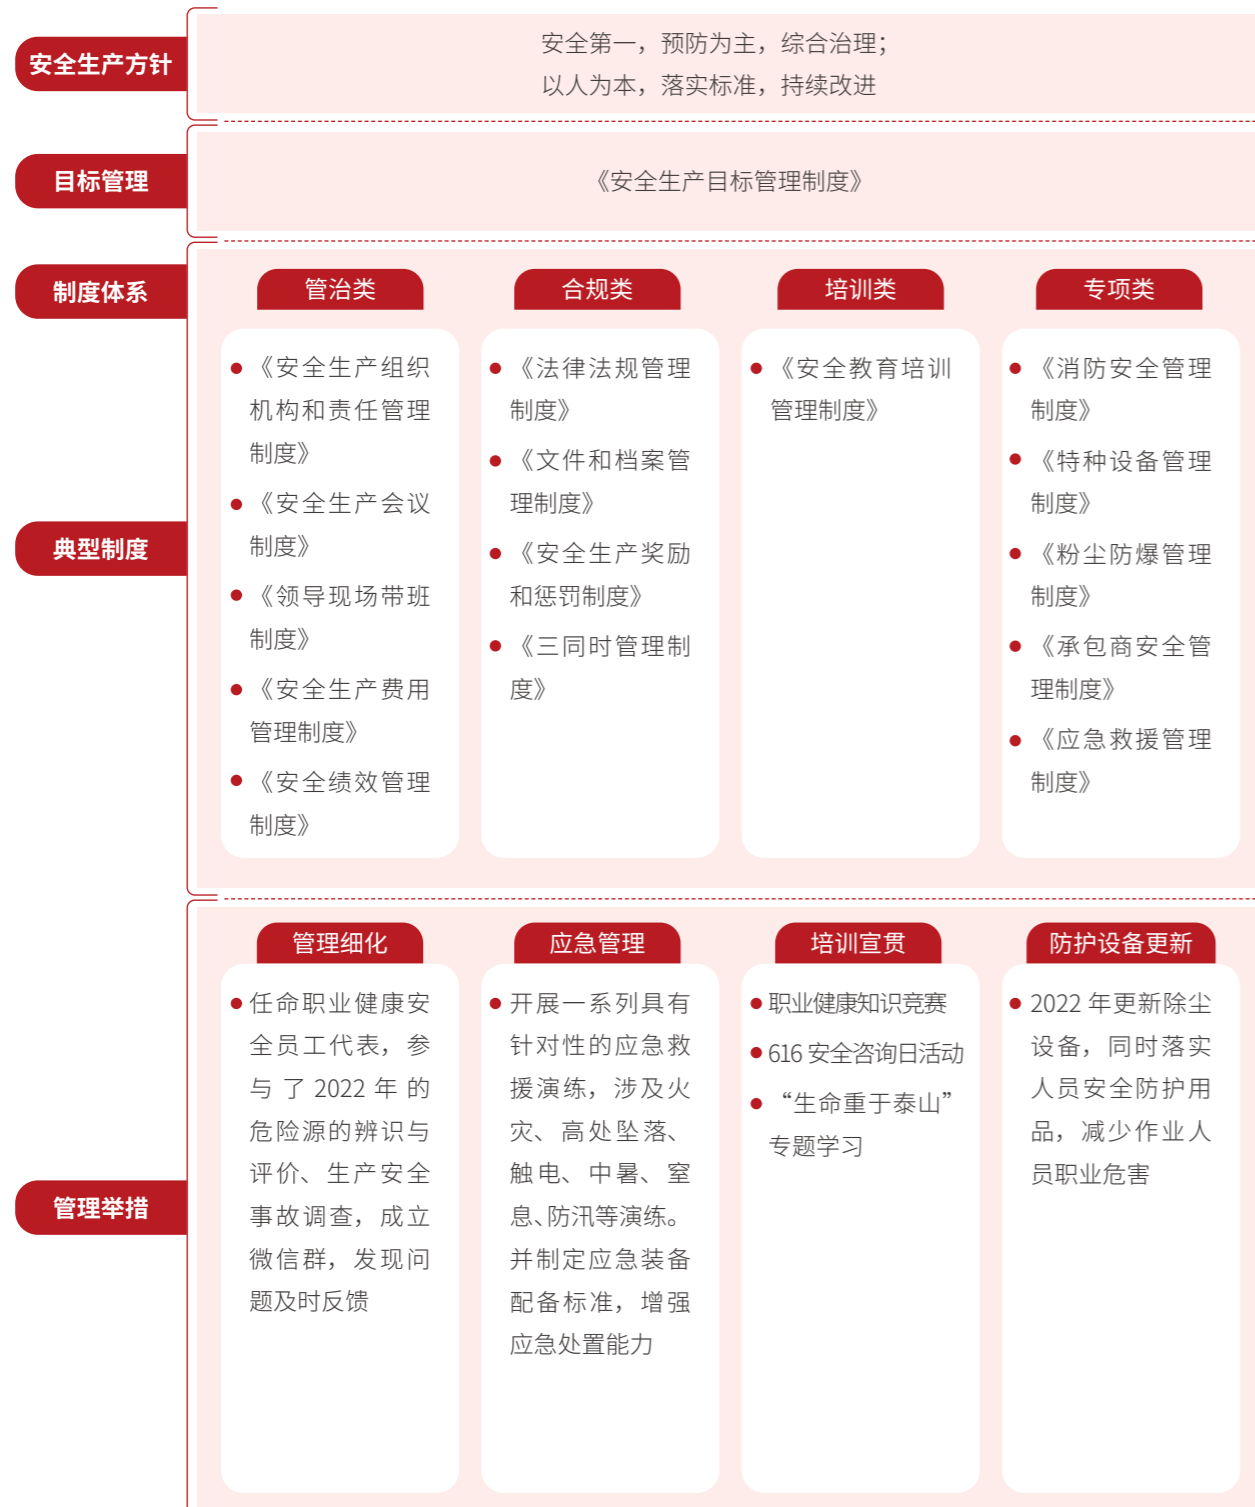 安全生产方针
安全第一，预防为主，综合治理；
以人为本，落实标准，持续改进
目标管理
《安全生产目标管理制度》
制度体系
管治类
合规类
培训类
专项类
典型制度
《安全生产组织
机构和责任管理
制度》
《安全生产会议
制度》
《领导现场带班
制度》
《安全生产费用
管理制度》
《安全绩效管理
制度》
《法律法规管理
制度》
《文件和档案管
理制度》
《安全生产奖励
和惩罚制度》
《三同时管理制
度》
《安全教育培训
管理制度》
《消防安全管理
制度》
《特种设备管理
制度》
《粉尘防爆管理
制度》
《承包商安全管
理制度》
《应急救援管理
制度》
管理举措
管理细化
任命职业健康安
全员工代表，参
与了 2022 年的
危险源的辨识与
评价、生产安全
事故调查，成立
微信群，发现问
题及时反馈
应急管理
开展一系列具有
针对性的应急救
援演练，涉及火
灾、高处坠落、
触电、中暑、窒
息、防汛等演练。
并制定应急装备
配备标准，增强
应急处置能力
培训宣贯
职业健康知识竞赛
616 安全咨询日活动
“生命重于泰山”
专题学习
防护设备更新
2022 年更新除尘
设备，同时落实
人员安全防护用
品，减少作业人
员职业危害